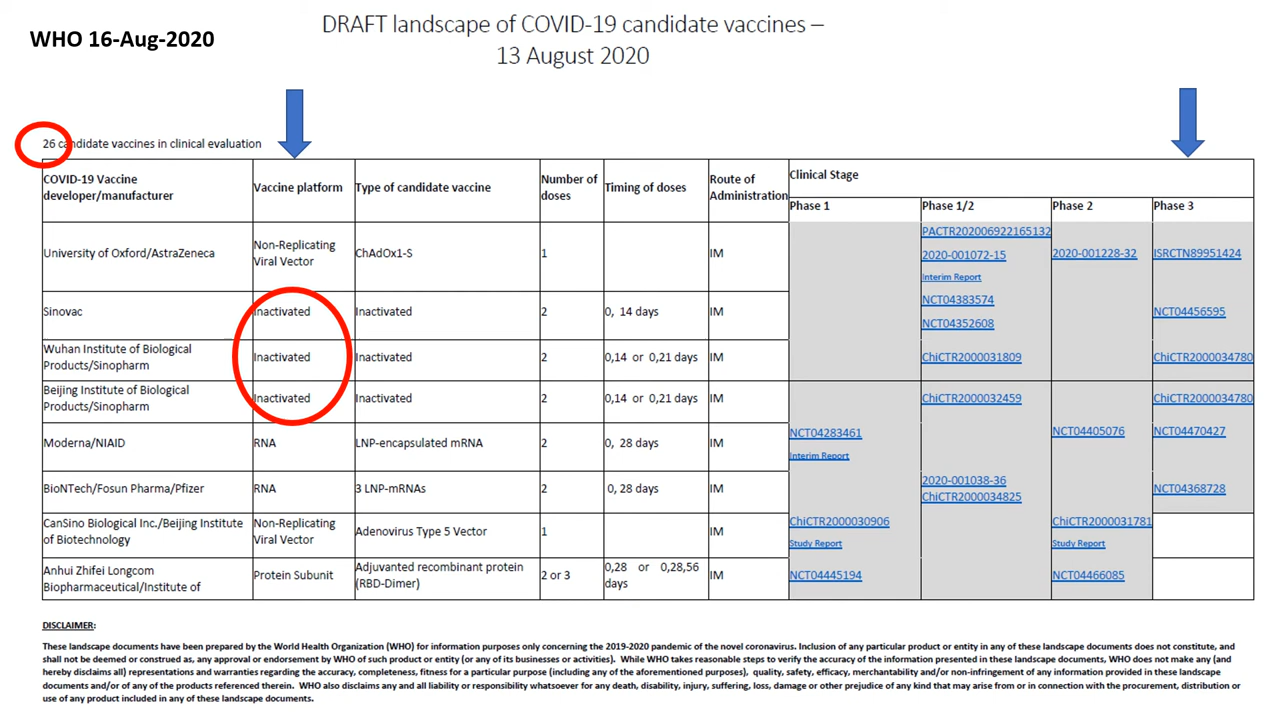 WHO 16-Aug-2020
DRAFT landscape of COVID-19 candidate vaccines –
13 August 2020
26 candidate vaccines in clinical evaluation
COVID-19 Vaccine developer/manufacturer Vaccine platform Type of candidate vaccine Number of doses Timing of doses Route of Administration Clinical Stage
Phase 1 Phase 1/2 Phase 2 Phase 3
University of Oxford/AstraZeneca Non-Replicating Viral Vector ChAdOx1-S 1 IM PACTR202006922165132 2020-001072-15 Interim Report 2020-001228-32 ISRCTN89951424
Sinovac Inactivated Inactivated 2 0, 14 days IM NCT04383574 NCT04352608 NCT04456595
Wuhan Institute of Biological Products/Sinopharm Inactivated Inactivated 2 0,14 or 0,21 days IM ChiCTR2000031809 ChiCTR2000034780
Beijing Institute of Biological Products/Sinopharm Inactivated Inactivated 2 0,14 or 0,21 days IM ChiCTR2000032459 ChiCTR2000034780
Moderna/NIAID RNA LNP-encapsulated mRNA 2 0, 28 days IM NCT04283461 Interim Report NCT04405076 NCT04470427
BioNTech/Fosun Pharma/Pfizer RNA 3 LNP-mRNAs 2 0, 28 days IM 2020-001038-36 ChiCTR2000034825 NCT04368728
CanSino Biological Inc./Beijing Institute of Biotechnology Non-Replicating Viral Vector Adenovirus Type 5 Vector 1 IM ChiCTR2000030906 Study Report ChiCTR2000031781 Study Report
Anhui Zhifei Longcom Biopharmaceutical/Institute of Protein Subunit Adjuvanted recombinant protein (RBD-Dimer) 2 or 3 0,28 or 0,28,56 days IM NCT04445194 NCT04466085
DISCLAIMER:
These landscape documents have been prepared by the World Health Organization (WHO) for information purposes only concerning the 2019-2020 pandemic of the novel coronavirus. Inclusion of any particular product or entity in any of these landscape documents does not constitute, and
shall not be deemed or construed as, any approval or endorsement by WHO of such product or entity (or any of its businesses or activities). While WHO takes reasonable steps to verify the accuracy of the information presented in these landscape documents, WHO does not make any (and
hereby disclaims all) representations and warranties regarding the accuracy, completeness, fitness for a particular purpose (including any of the aforementioned purposes), quality, safety, efficacy, merchantability and/or non-infringement of any information provided in these landscape
documents and/or of any of the products referenced therein. WHO also disclaims any and all liability or responsibility whatsoever for any death, disability, injury, suffering, loss, damage or other prejudice of any kind that may arise from or in connection with the procurement, distribution or
use of any product included in any of these landscape documents.